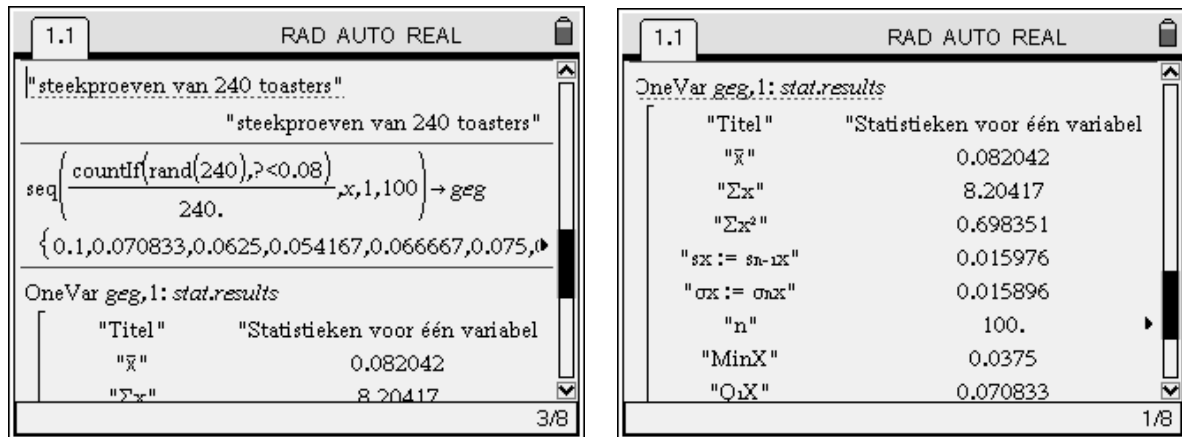 1.1 RAD AUTO REAL
"steekproeven van 240 toasters"
"steekproeven van 240 toasters"
seq(countIf(rand(240),?<0.08)/240.,x,1,100)→geg
{0.1,0.070833,0.0625,0.054167,0.066667,0.075,0
OneVar geg,1: stat.results
"Titel" "Statistieken voor één variabel
"x̄" 0.082042
"Σx" 8.20417
3/8
1.1 RAD AUTO REAL
OneVar geg,1: stat.results
"Titel" "Statistieken voor één variabel
"x̄" 0.082042
"Σx" 8.20417
"Σx²" 0.698351
"sx := sn-1x" 0.015976
"σx := σnx" 0.015896
"n" 100.
"MinX" 0.0375
"Q₁X" 0.070833
1/8